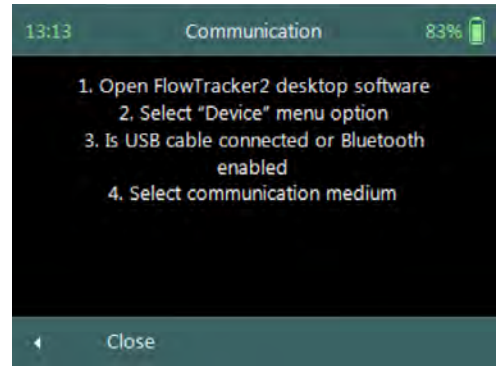 13:13 Communication 83%
1. Open FlowTracker2 desktop software
2. Select “Device” menu option
3. Is USB cable connected or Bluetooth
enabled
4. Select communication medium
Close